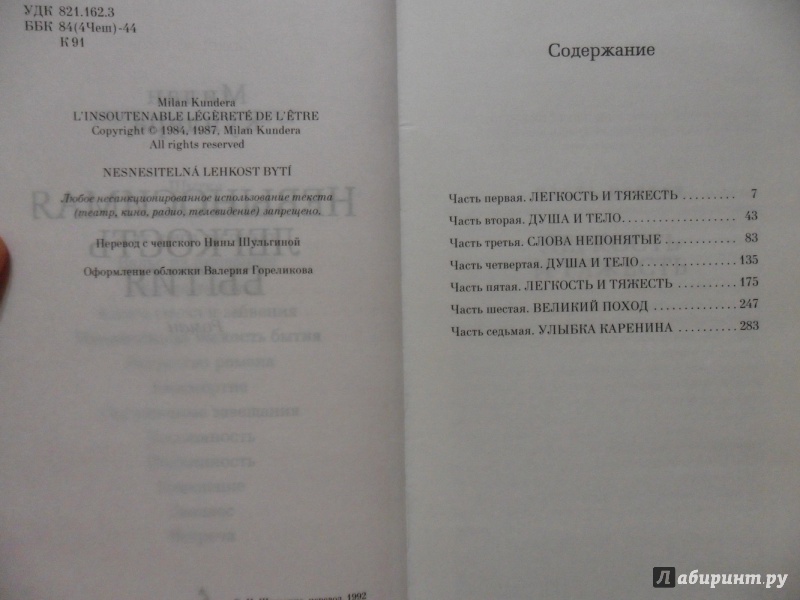 УДК 821.162.3
ББК 84(4Чеш)-44
К 91
Milan Kundera
L'INSOUTENABLE LÉGÈRETÉ DE L'ÊTRE
Copyright © 1984, 1987, Milan Kundera
All rights reserved
NESNESITELNÁ LEHKOST BYTÍ
Любое несанкционированное использование текста
(театр, кино, радио, телевидение) запрещено.
Перевод с чешского Нины Шульгиной
Оформление обложки Валерия Гореликова
перевод, 1992
Содержание
Часть первая. ЛЕГКОСТЬ И ТЯЖЕСТЬ ......... 7
Часть вторая. ДУША И ТЕЛО ................ 43
Часть третья. СЛОВА НЕПОНЯТЫЕ ............ 83
Часть четвертая. ДУША И ТЕЛО ............. 135
Часть пятая. ЛЕГКОСТЬ И ТЯЖЕСТЬ .......... 175
Часть шестая. ВЕЛИКИЙ ПОХОД .............. 247
Часть седьмая. УЛЫБКА КАРЕНИНА ........... 283
Лабиринт.ру